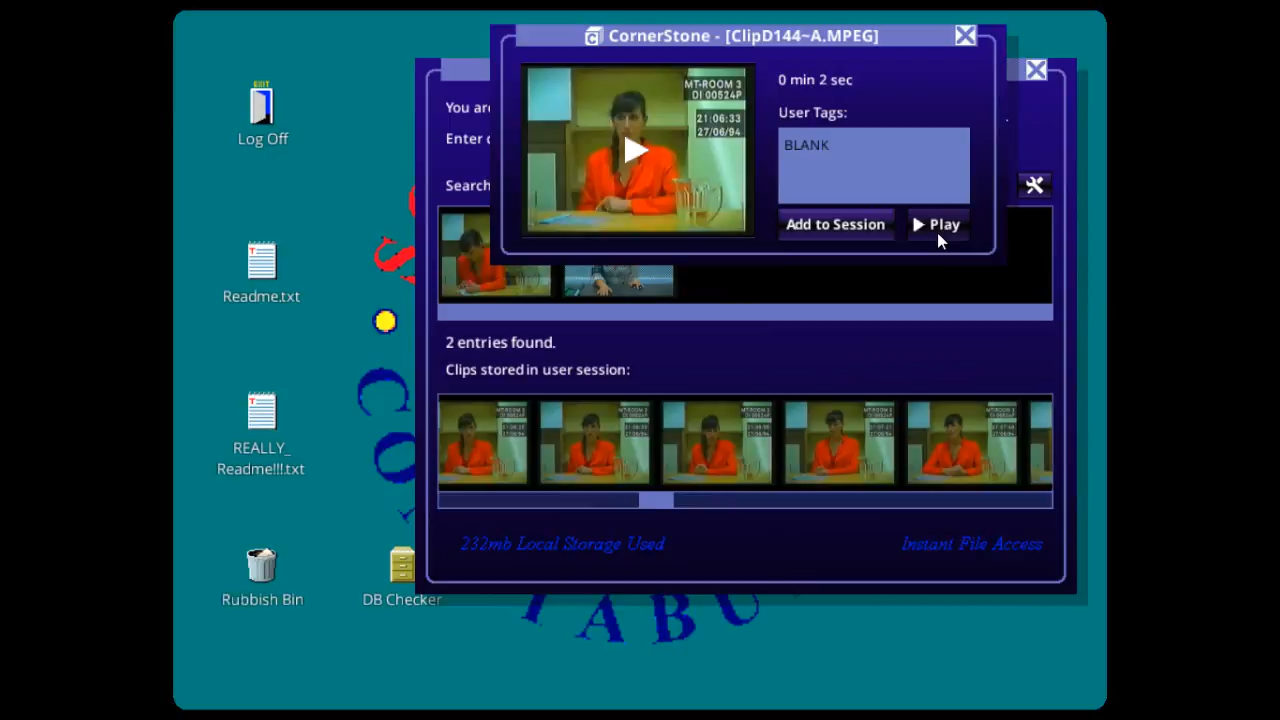 CornerStone - [ClipD144~A.MPEG]
MT-ROOM 3
DI 00524P
21:06:33
27/06/94
0 min 2 sec
User Tags:
BLANK
Add to Session
Play
You are
Enter
Search
2 entries found.
Clips stored in user session:
232mb Local Storage Used
Instant File Access
EXIT
Log Off
Readme.txt
REALLY_
Readme!!!.txt
Rubbish Bin
DB Checker
T A B U